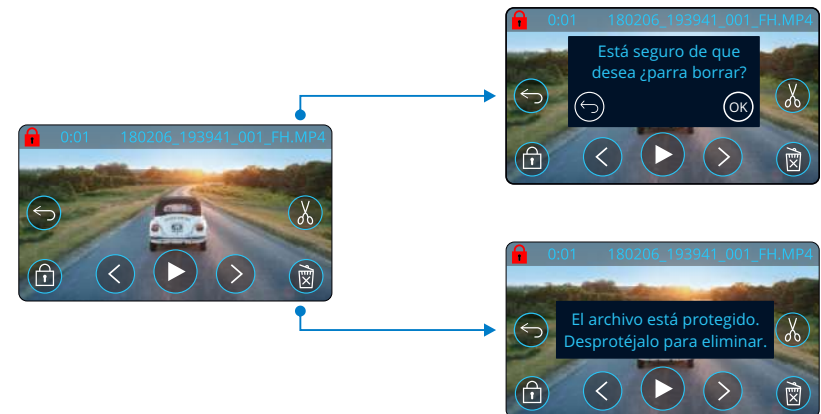 0:01 180206_193941_001_FH.MP4
Está seguro de que
desea ¿parra borrar?
OK
0:01 180206_193941_001_FH.MP4
0:01 180206_193941_001_FH.MP4
El archivo está protegido.
Desprotéjalo para eliminar.